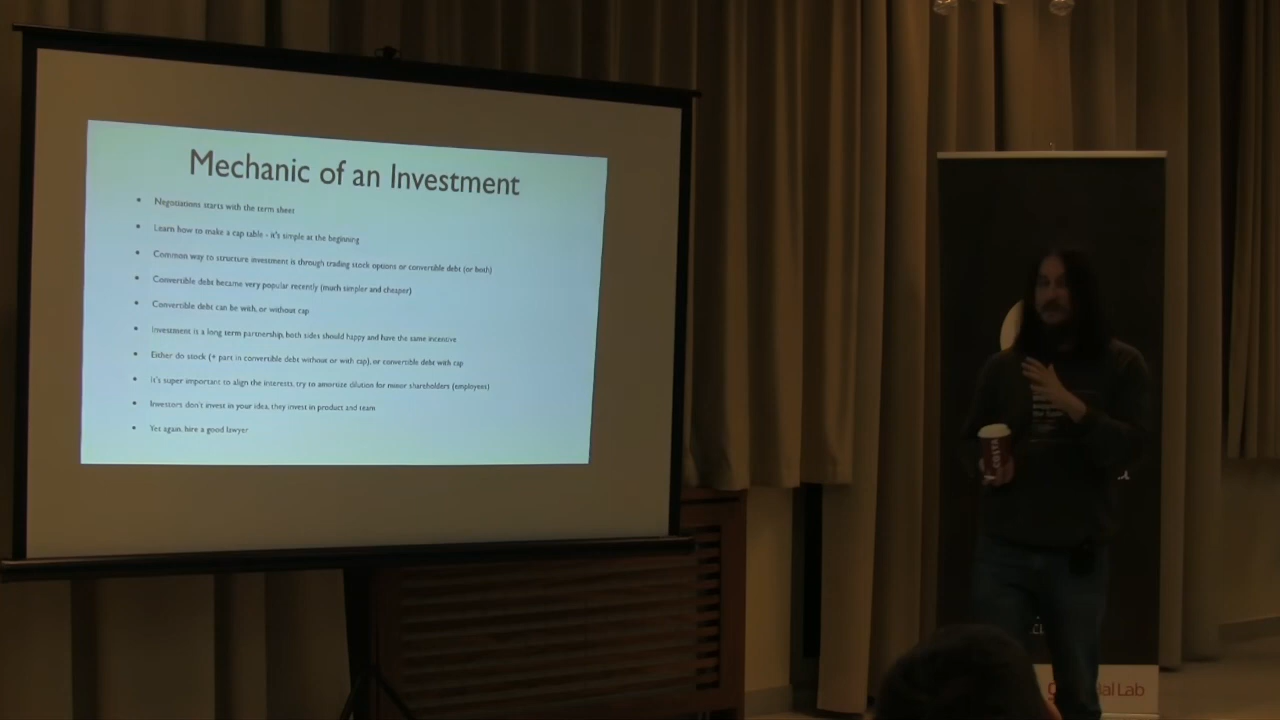 Mechanic of an Investment
• Negotiations starts with the term sheet
• Learn how to make a cap table - it's simple at the beginning
• Common way to structure investment is through trading stock options or convertible debt (or both)
• Convertible debt became very popular recently (much simpler and cheaper)
• Convertible debt can be with, or without cap
• Investment is a long term partnership, both sides should happy and have the same incentive
• Either do stock (+ part in convertible debt without or with cap), or convertible debt with cap
• It's super important to align the interests, try to amortize dilution for minor shareholders (employees)
• Investors don't invest in your idea, they invest in product and team
• Yet again, hire a good lawyer
COSTA
Lab